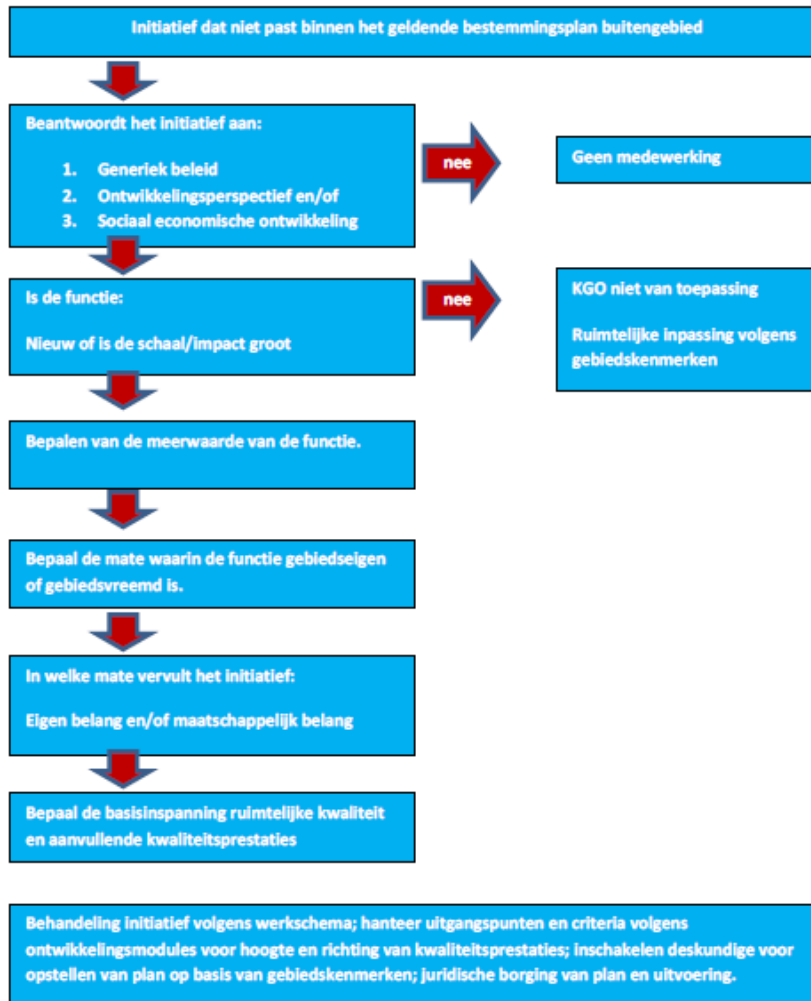 Initiatief dat niet past binnen het geldende bestemmingsplan buitengebied
Beantwoordt het initiatief aan:
1. Generiek beleid
2. Ontwikkelingsperspectief en/of
3. Sociaal economische ontwikkeling
nee
Geen medewerking
Is de functie:
Nieuw of is de schaal/impact groot
nee
KGO niet van toepassing
Ruimtelijke inpassing volgens
gebiedskenmerken
Bepalen van de meerwaarde van de functie.
Bepaal de mate waarin de functie gebiedseigen
of gebiedsvreemd is.
In welke mate vervult het initiatief:
Eigen belang en/of maatschappelijk belang
Bepaal de basisinspanning ruimtelijke kwaliteit
en aanvullende kwaliteitsprestaties
Behandeling initiatief volgens werkschema; hanteer uitgangspunten en criteria volgens
ontwikkelingsmodules voor hoogte en richting van kwaliteitsprestaties; inschakelen deskundige voor
opstellen van plan op basis van gebiedskenmerken; juridische borging van plan en uitvoering.